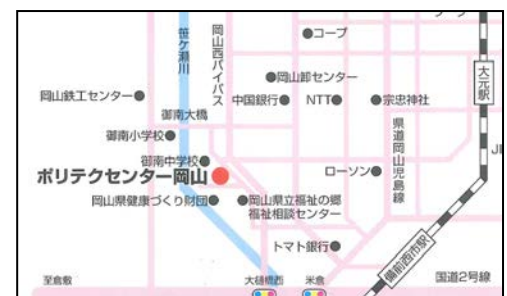 コープ
笹ケ瀬川
岡山西バイパス
岡山卸センター
大元駅
岡山鉄工センター
中国銀行
NTT
宗忠神社
御南大橋
県道岡山児島線
御南小学校
御南中学校
ポリテクセンター岡山
ローソン
岡山県健康づくり財団
岡山県立福祉の郷
福祉相談センター
トマト銀行
備前西市駅
至倉敷
大樋橋西
米倉
国道2号線